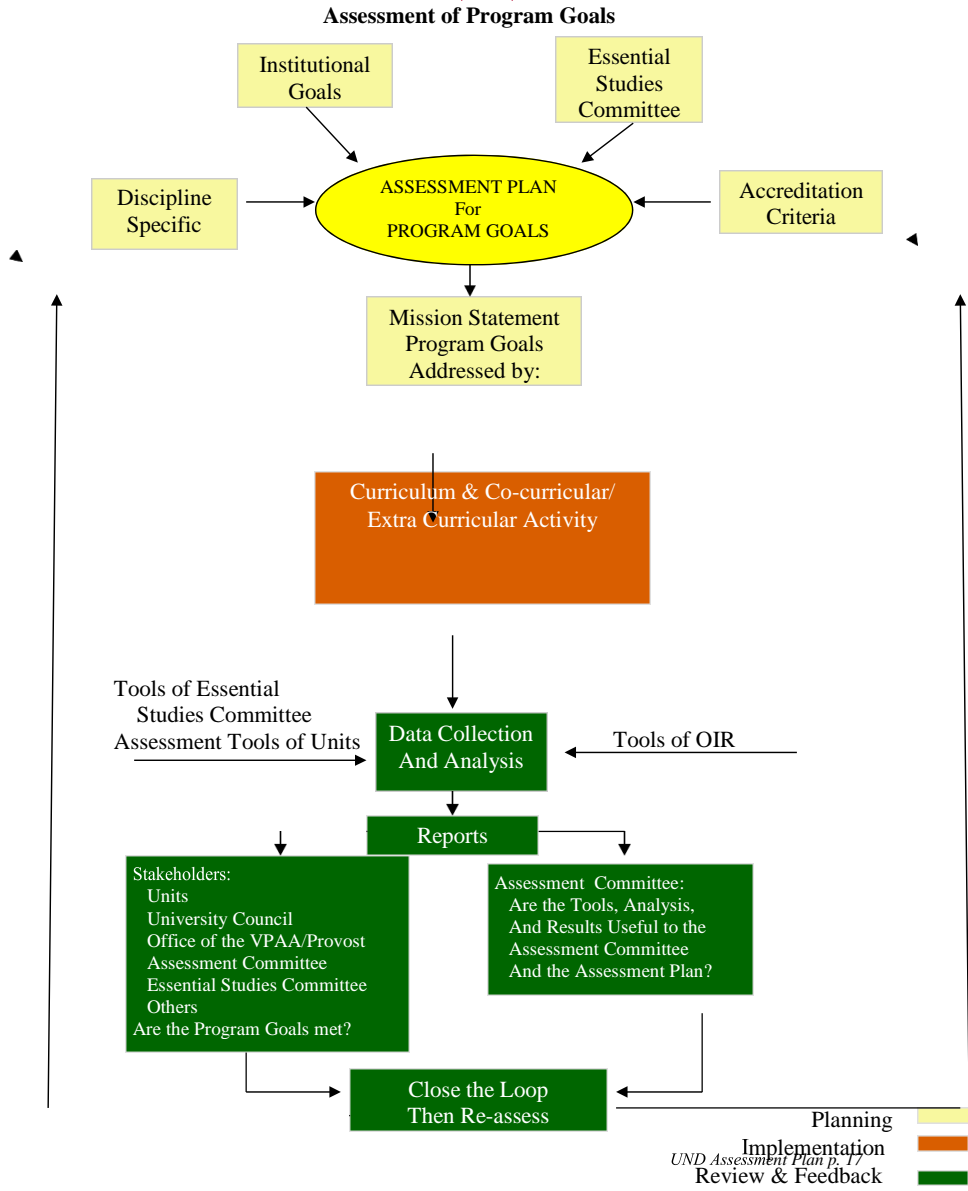 Assessment of Program Goals
Institutional
Goals
Essential
Studies
Committee
Discipline
Specific
ASSESSMENT PLAN
For
PROGRAM GOALS
Accreditation
Criteria
Mission Statement
Program Goals
Addressed by:
Curriculum & Co-curricular/
Extra Curricular Activity
Tools of Essential
Studies Committee
Assessment Tools of Units
Data Collection
And Analysis
Tools of OIR
Reports
Stakeholders:
Units
University Council
Office of the VPAA/Provost
Assessment Committee
Essential Studies Committee
Others
Are the Program Goals met?
Assessment Committee:
Are the Tools, Analysis,
And Results Useful to the
Assessment Committee
And the Assessment Plan?
Close the Loop
Then Re-assess
Planning
Implementation
UND Assessment Plan p. 17
Review & Feedback